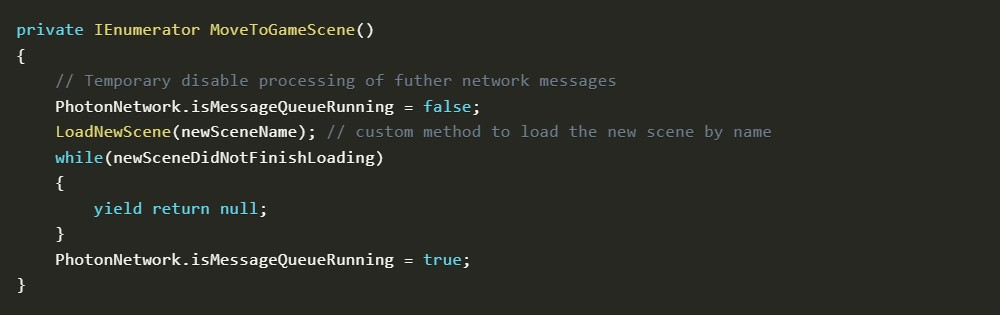 private IEnumerator MoveToGameScene()
{
    // Temporary disable processing of futher network messages
    PhotonNetwork.isMessageQueueRunning = false;
    LoadNewScene(newSceneName); // custom method to load the new scene by name
    while(newSceneDidNotFinishLoading)
    {
        yield return null;
    }
    PhotonNetwork.isMessageQueueRunning = true;
}